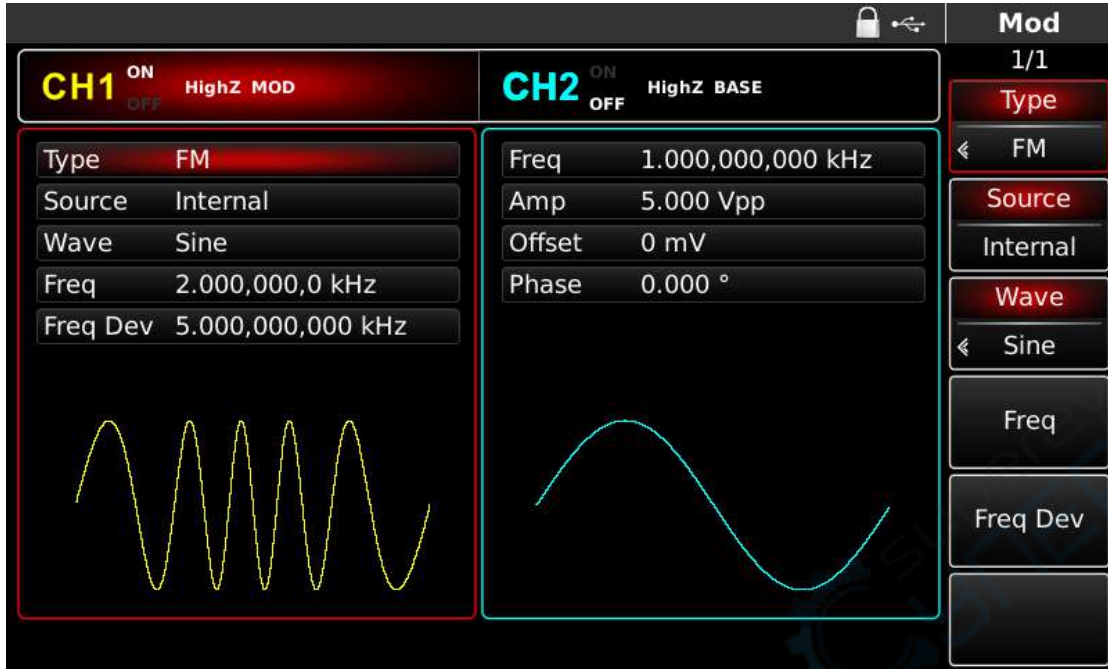 Mod
1/1
CH1 ON OFF HighZ MOD
CH2 ON OFF HighZ BASE
Type FM
Source Internal
Wave Sine
Freq 2.000,000,0 kHz
Freq Dev 5.000,000,000 kHz
Freq 1.000,000,000 kHz
Amp 5.000 Vpp
Offset 0 mV
Phase 0.000 °
Type
FM
Source
Internal
Wave
Sine
Freq
Freq Dev